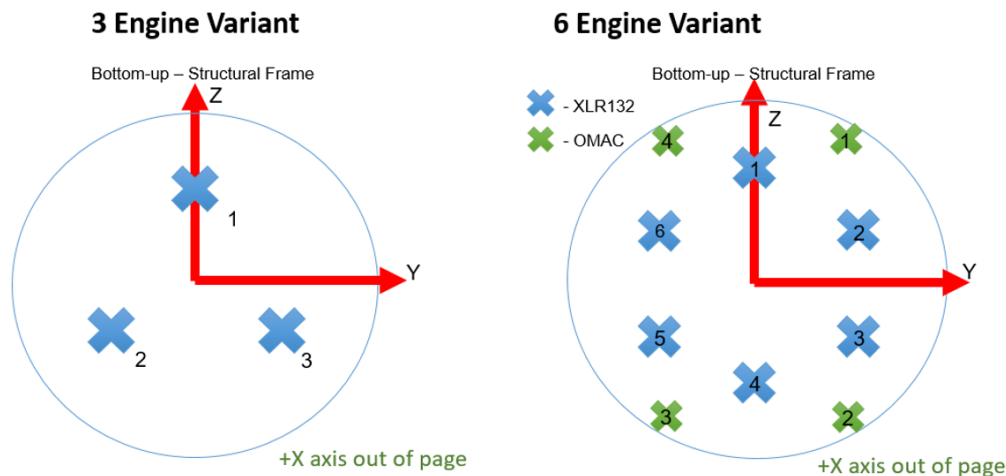 3 Engine Variant
Bottom-up – Structural Frame
Z
1
Y
2
3
+X axis out of page
6 Engine Variant
Bottom-up – Structural Frame
- XLR132
- OMAC
Z
4
1
1
6
2
Y
5
3
4
3
2
+X axis out of page